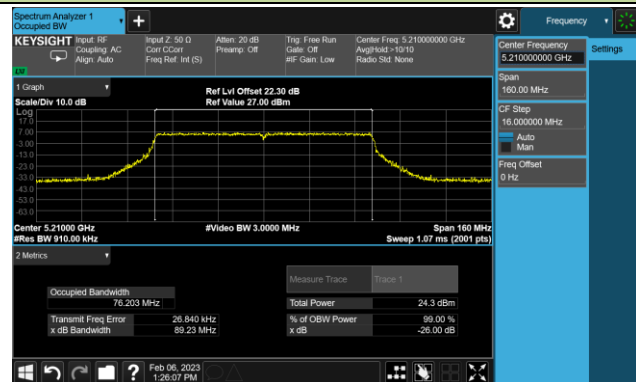 Spectrum Analyzer 1
Occupied BW
Frequency
KEYSIGHT
Input: RF
Coupling: AC
Align: Auto
Input Z: 50 Ω
Corr CCorr
Freq Ref: Int (S)
Atten: 20 dB
Preamp: Off
Trig: Free Run
Gate: Off
#IF Gain: Low
Center Freq: 5.210000000 GHz
Avg|Hold:>10/10
Radio Std: None
LW
1 Graph
Scale/Div 10.0 dB
Ref Lvl Offset 22.30 dB
Ref Value 27.00 dBm
Log
17.0
7.00
-3.00
-13.0
-23.0
-33.0
-43.0
-53.0
-63.0
Center 5.21000 GHz
#Res BW 910.00 kHz
#Video BW 3.0000 MHz
Span 160 MHz
Sweep 1.07 ms (2001 pts)
2 Metrics
Measure Trace
Trace 1
Occupied Bandwidth
76.203 MHz
Transmit Freq Error
26.840 kHz
x dB Bandwidth
89.23 MHz
Total Power
24.3 dBm
% of OBW Power
99.00 %
x dB
-26.00 dB
Center Frequency
5.210000000 GHz
Settings
Span
160.00 MHz
CF Step
16.000000 MHz
Auto
Man
Freq Offset
0 Hz
?
Feb 06, 2023
1:26:07 PM